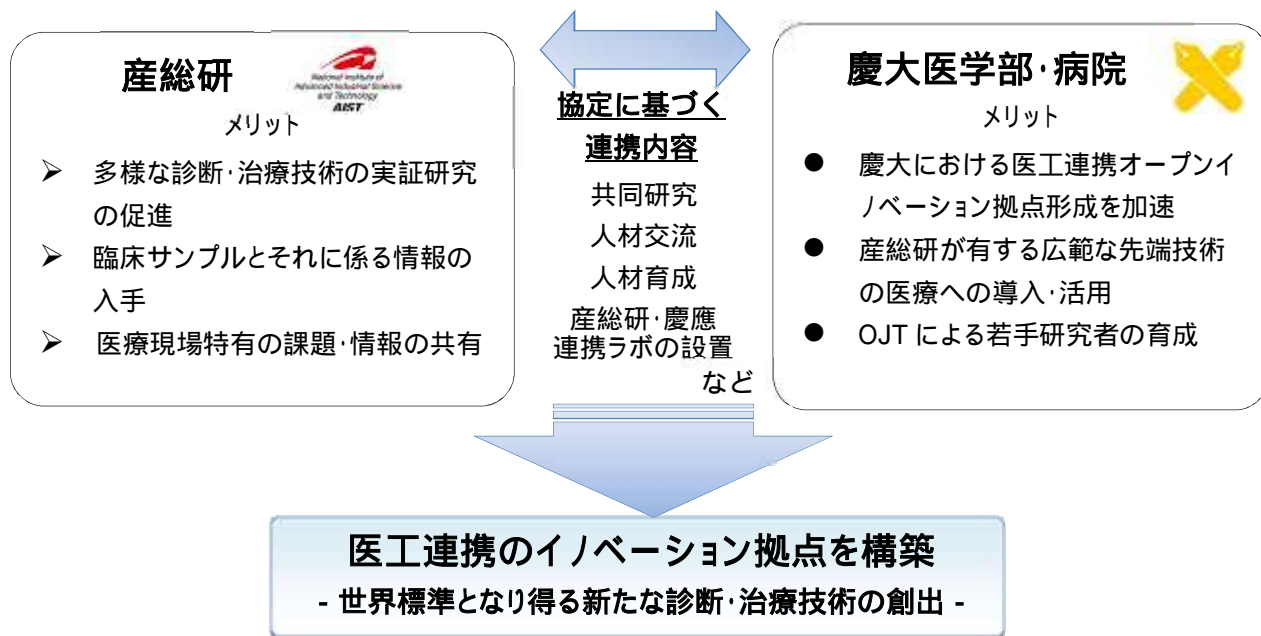 産総研
National Institute of
Advanced Industrial Science
and Technology
AIST
メリット
➢ 多様な診断・治療技術の実証研究
の促進
➢ 臨床サンプルとそれに係る情報の
入手
➢ 医療現場特有の課題・情報の共有
協定に基づく
連携内容
共同研究
人材交流
人材育成
産総研・慶應
連携ラボの設置
など
慶大医学部・病院
メリット
● 慶大における医工連携オープンイ
ノベーション拠点形成を加速
● 産総研が有する広範な先端技術
の医療への導入・活用
● OJT による若手研究者の育成
医工連携のイノベーション拠点を構築
- 世界標準となり得る新たな診断・治療技術の創出 -